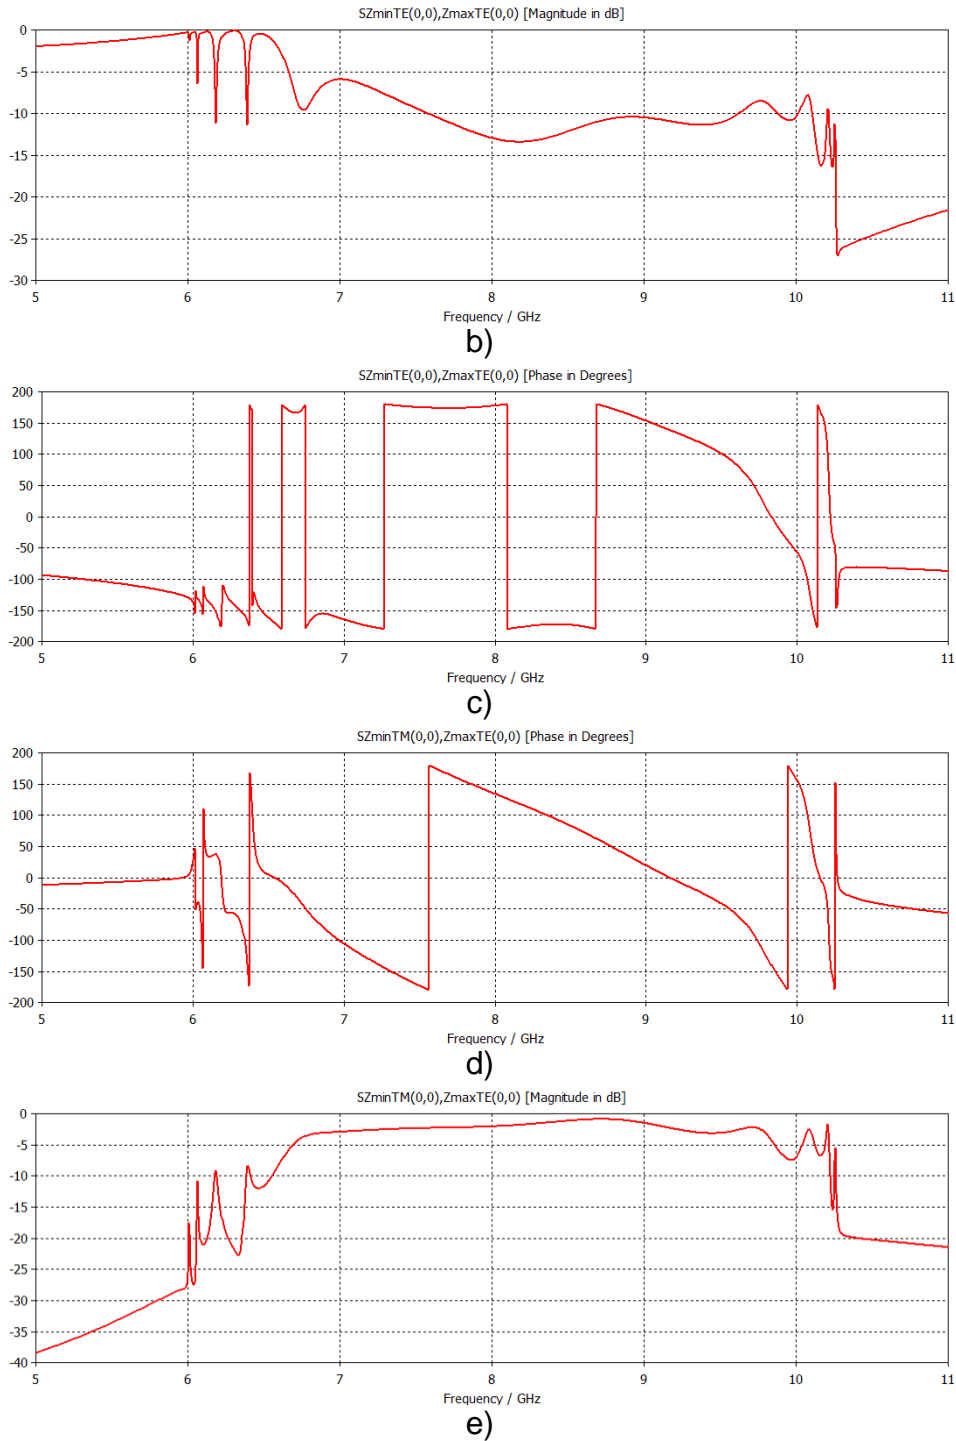 SZminTE(0,0),ZmaxTE(0,0) [Magnitude in dB]
0
-5
-10
-15
-20
-25
-30
5 6 7 8 9 10 11
Frequency / GHz
b)
SZminTE(0,0),ZmaxTE(0,0) [Phase in Degrees]
200
150
100
50
0
-50
-100
-150
-200
5 6 7 8 9 10 11
Frequency / GHz
c)
SZminTM(0,0),ZmaxTE(0,0) [Phase in Degrees]
200
150
100
50
0
-50
-100
-150
-200
5 6 7 8 9 10 11
Frequency / GHz
d)
SZminTM(0,0),ZmaxTE(0,0) [Magnitude in dB]
0
-5
-10
-15
-20
-25
-30
-35
-40
5 6 7 8 9 10 11
Frequency / GHz
e)